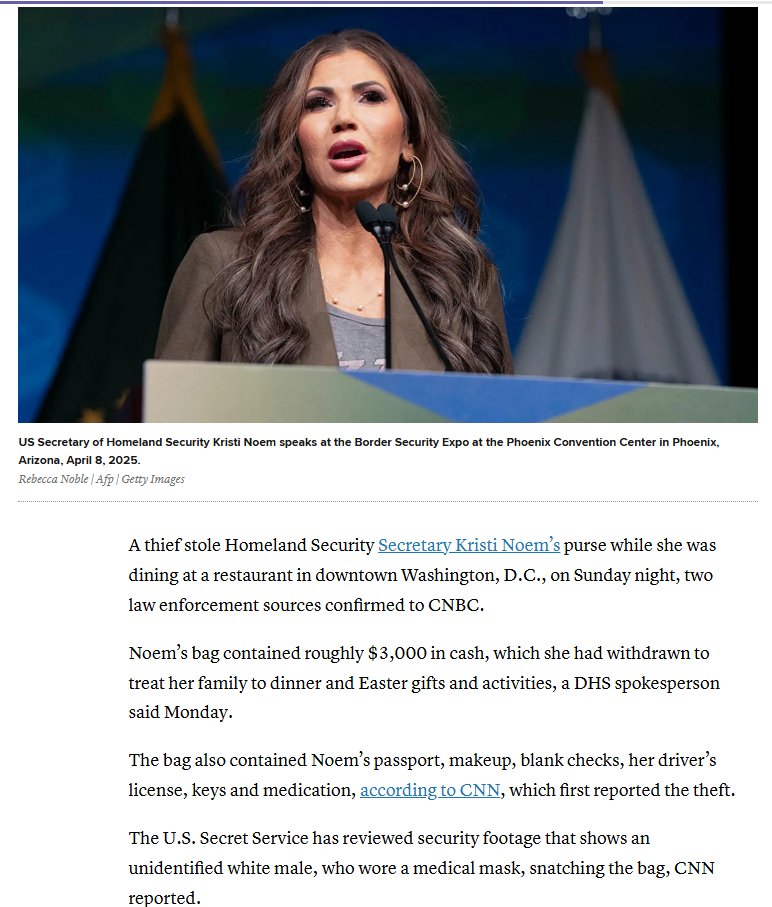 US Secretary of Homeland Security Kristi Noem speaks at the Border Security Expo at the Phoenix Convention Center in Phoenix,
Arizona, April 8, 2025.
Rebecca Noble | Afp | Getty Images
A thief stole Homeland Security Secretary Kristi Noem’s purse while she was
dining at a restaurant in downtown Washington, D.C., on Sunday night, two
law enforcement sources confirmed to CNBC.
Noem’s bag contained roughly $3,000 in cash, which she had withdrawn to
treat her family to dinner and Easter gifts and activities, a DHS spokesperson
said Monday.
The bag also contained Noem’s passport, makeup, blank checks, her driver’s
license, keys and medication, according to CNN, which first reported the theft.
The U.S. Secret Service has reviewed security footage that shows an
unidentified white male, who wore a medical mask, snatching the bag, CNN
reported.